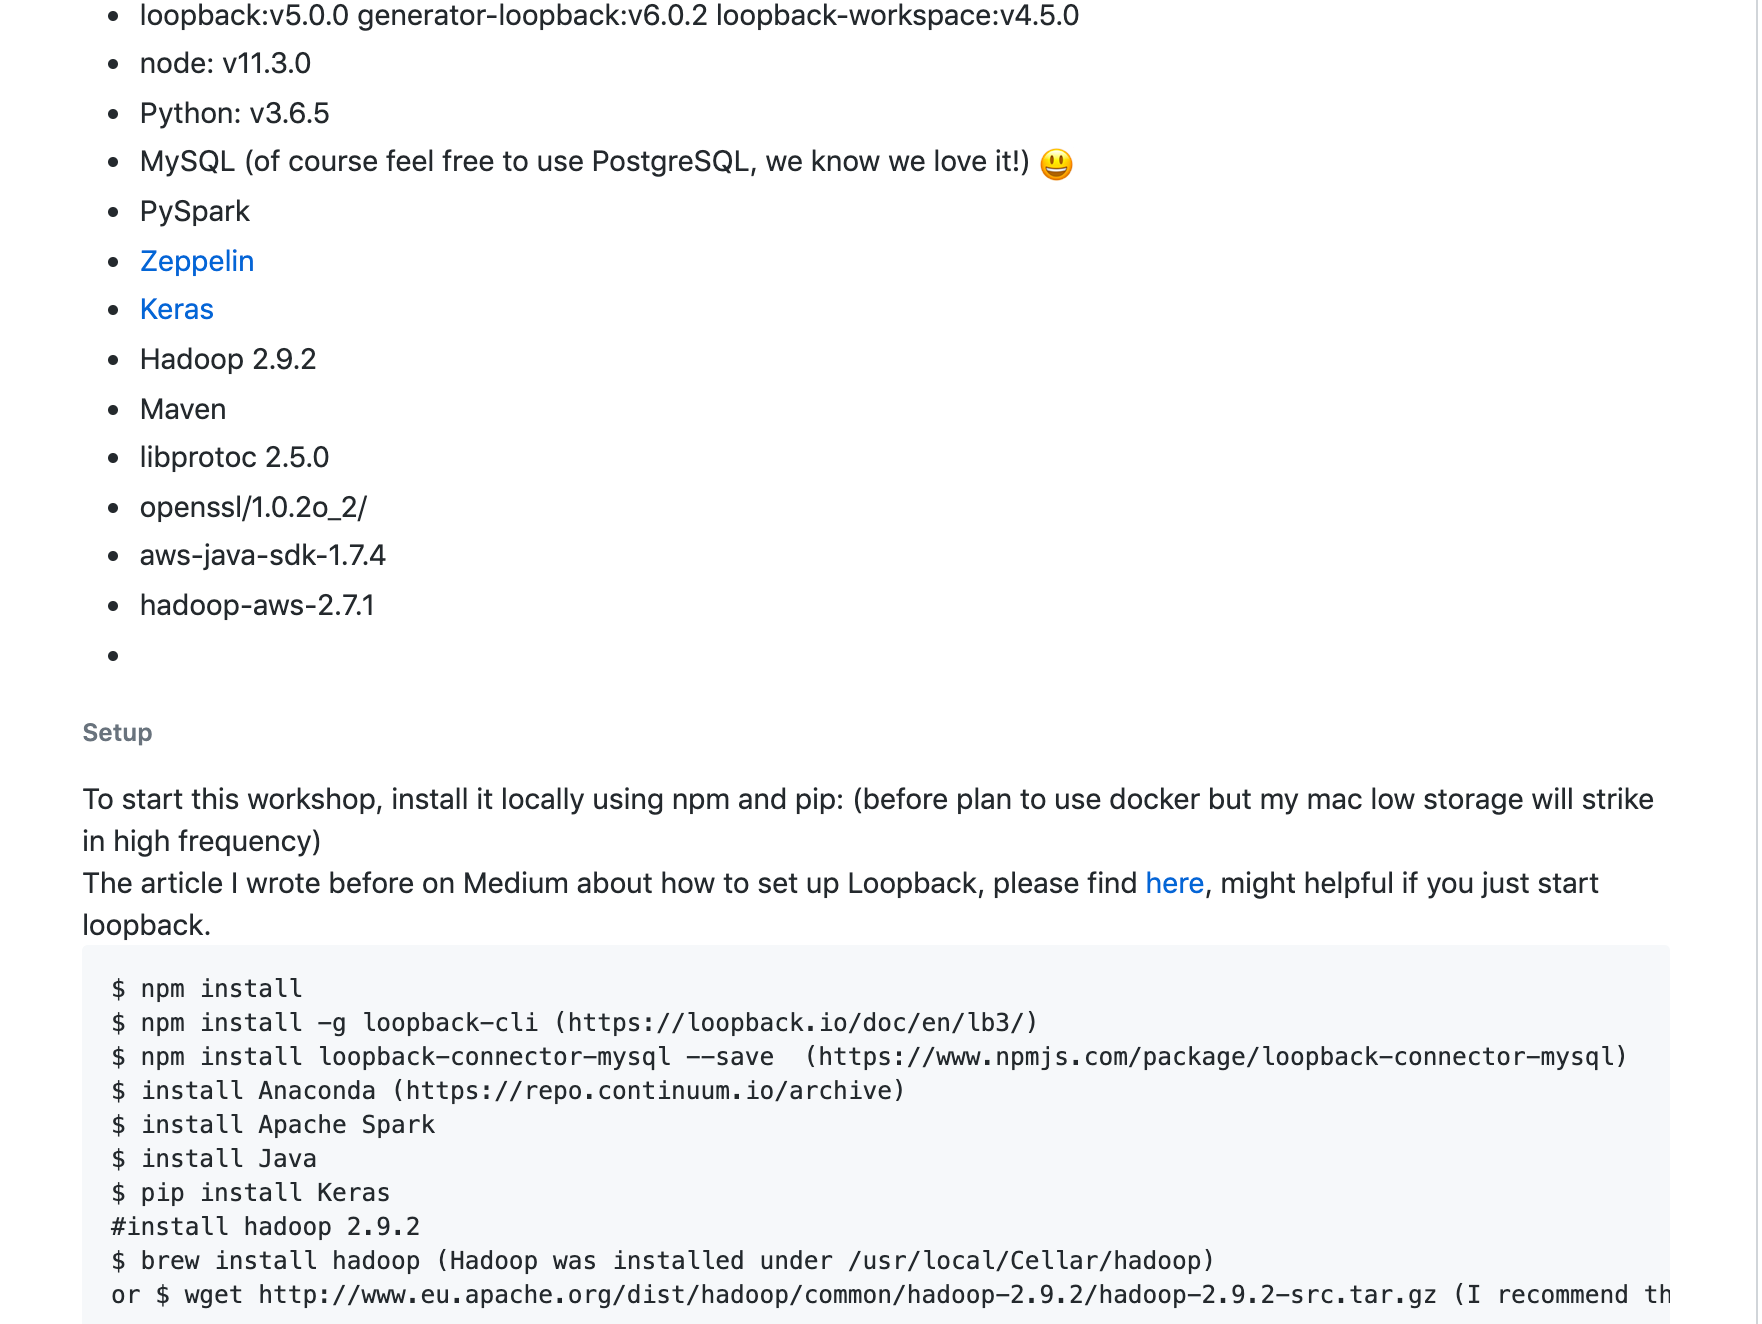 loopback:v5.0.0 generator-loopback:v6.0.2 loopback-workspace:v4.5.0
node: v11.3.0
Python: v3.6.5
MySQL (of course feel free to use PostgreSQL, we know we love it!) 😃
PySpark
Zeppelin
Keras
Hadoop 2.9.2
Maven
libprotoc 2.5.0
openssl/1.0.2o_2/
aws-java-sdk-1.7.4
hadoop-aws-2.7.1
Setup
To start this workshop, install it locally using npm and pip: (before plan to use docker but my mac low storage will strike
in high frequency)
The article I wrote before on Medium about how to set up Loopback, please find here, might helpful if you just start
loopback.
$ npm install
$ npm install -g loopback-cli (https://loopback.io/doc/en/lb3/)
$ npm install loopback-connector-mysql --save  (https://www.npmjs.com/package/loopback-connector-mysql)
$ install Anaconda (https://repo.continuum.io/archive)
$ install Apache Spark
$ install Java
$ pip install Keras
#install hadoop 2.9.2
$ brew install hadoop (Hadoop was installed under /usr/local/Cellar/hadoop)
or $ wget http://www.eu.apache.org/dist/hadoop/common/hadoop-2.9.2/hadoop-2.9.2-src.tar.gz (I recommend th